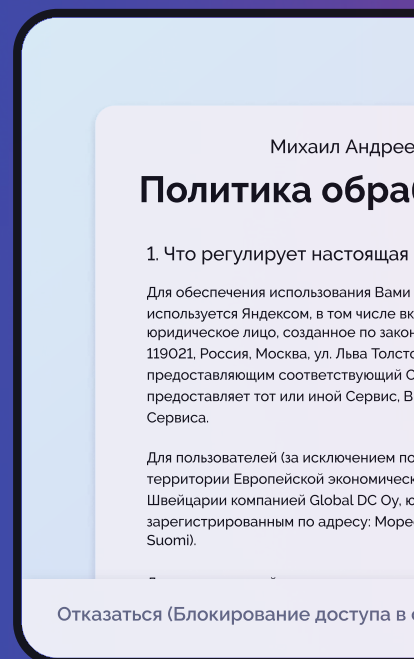 Михаил Андрее
Политика обра
1. Что регулирует настоящая
Для обеспечения использования Вами
используется Яндексом, в том числе вк
юридическое лицо, созданное по закон
119021, Россия, Москва, ул. Льва Толсто
предоставляющим соответствующий С
предоставляет тот или иной Сервис, В
Сервиса.
Для пользователей (за исключением по
территории Европейской экономическ
Швейцарии компанией Global DC Oy, ю
зарегистрированным по адресу: Море
Suomi).
Отказаться (Блокирование доступа в